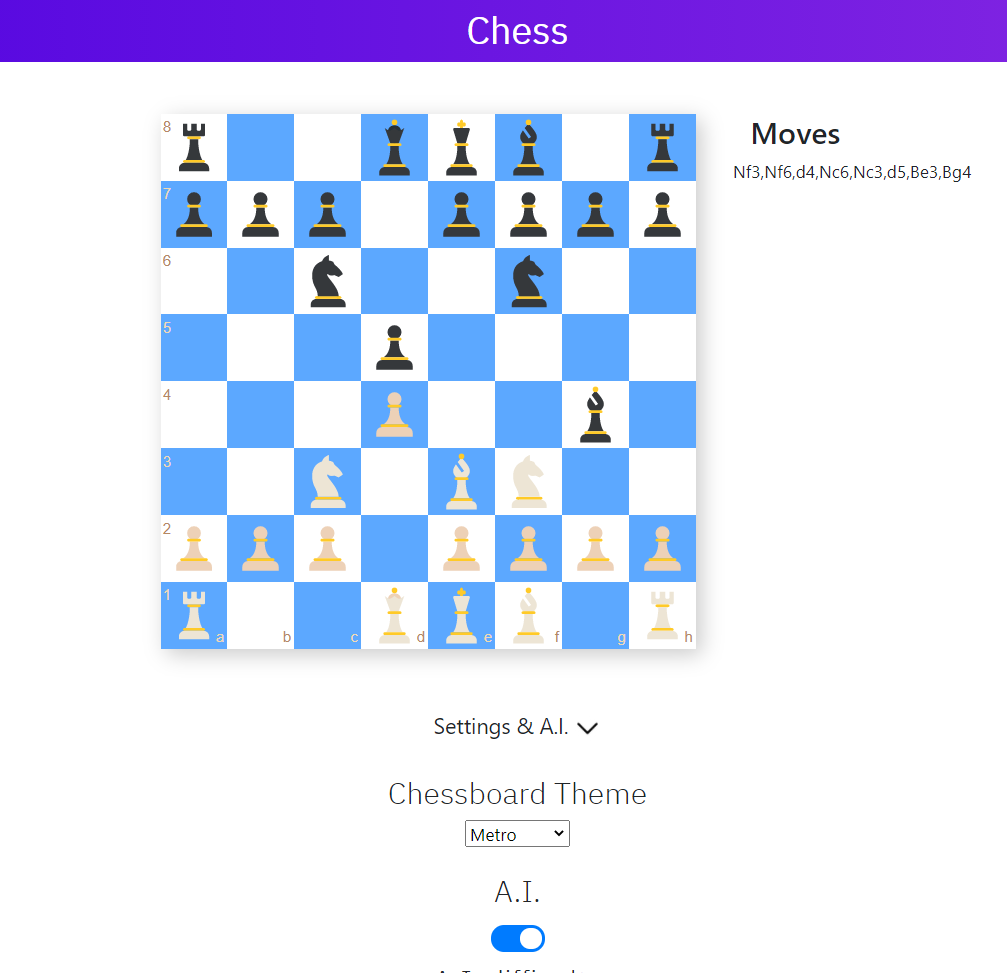 Chess
8
Moves
Nf3,Nf6,d4,Nc6,Nc3,d5,Be3,Bg4
7
6
5
4
3
2
1
a b c d e f g h
Settings & A.I.
Chessboard Theme
Metro
A.I.